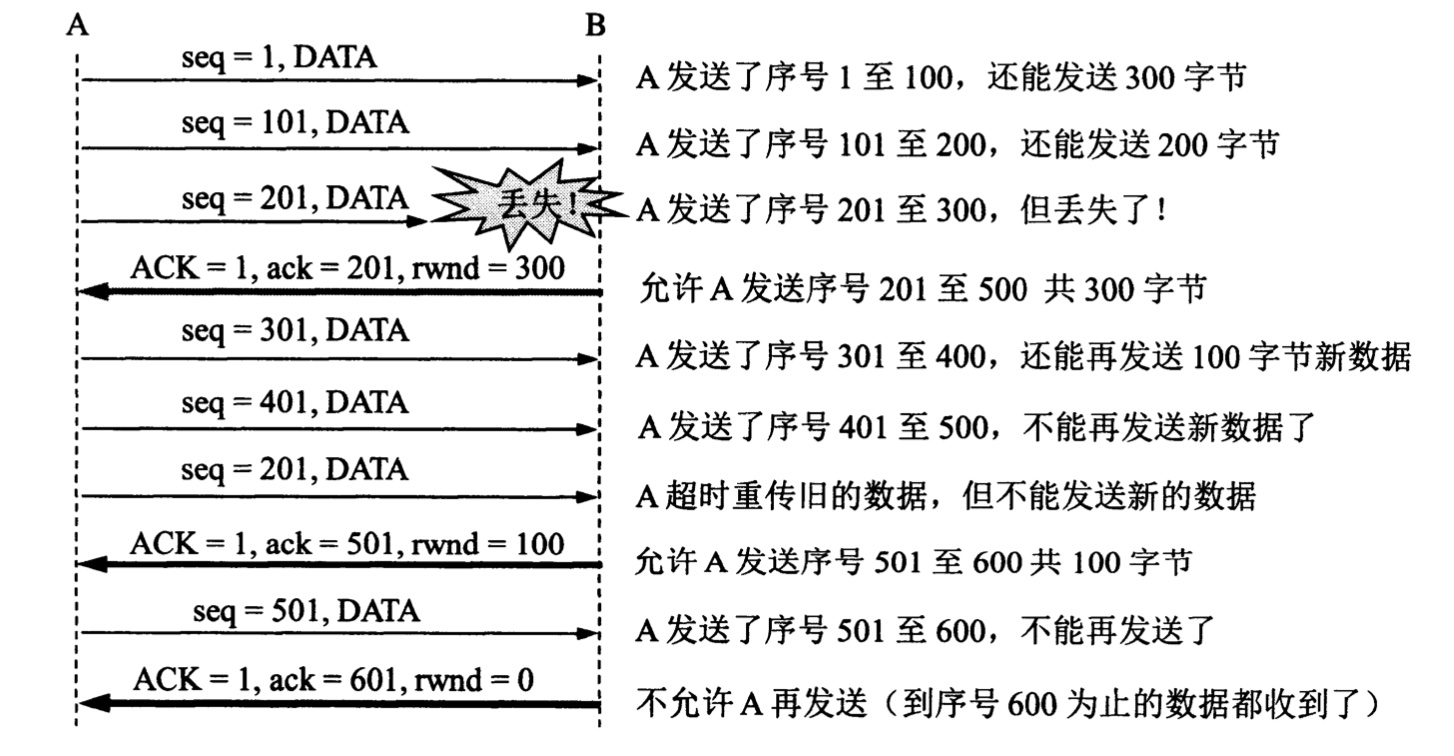 A B
seq = 1, DATA
A 发送了序号 1 至 100，还能发送 300 字节
seq = 101, DATA
A 发送了序号 101 至 200，还能发送 200 字节
seq = 201, DATA 丢失！
A 发送了序号 201 至 300，但丢失了！
ACK = 1, ack = 201, rwnd = 300
允许 A 发送序号 201 至 500 共 300 字节
seq = 301, DATA
A 发送了序号 301 至 400，还能再发送 100 字节新数据
seq = 401, DATA
A 发送了序号 401 至 500，不能再发送新数据了
seq = 201, DATA
A 超时重传旧的数据，但不能发送新的数据
ACK = 1, ack = 501, rwnd = 100
允许 A 发送序号 501 至 600 共 100 字节
seq = 501, DATA
A 发送了序号 501 至 600，不能再发送了
ACK = 1, ack = 601, rwnd = 0
不允许 A 再发送（到序号 600 为止的数据都收到了）